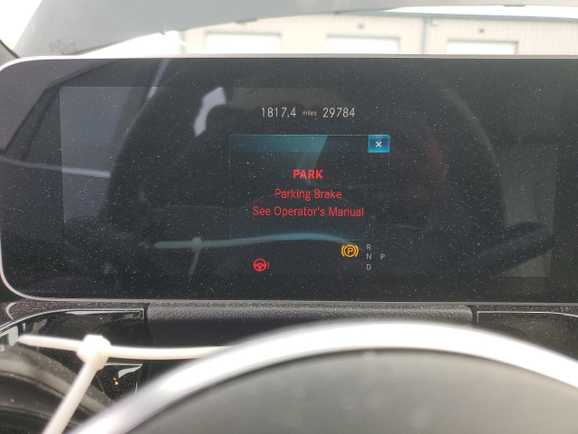 1817.4 miles 29784
×
PARK
Parking Brake
See Operator's Manual
P R
N P
D
!